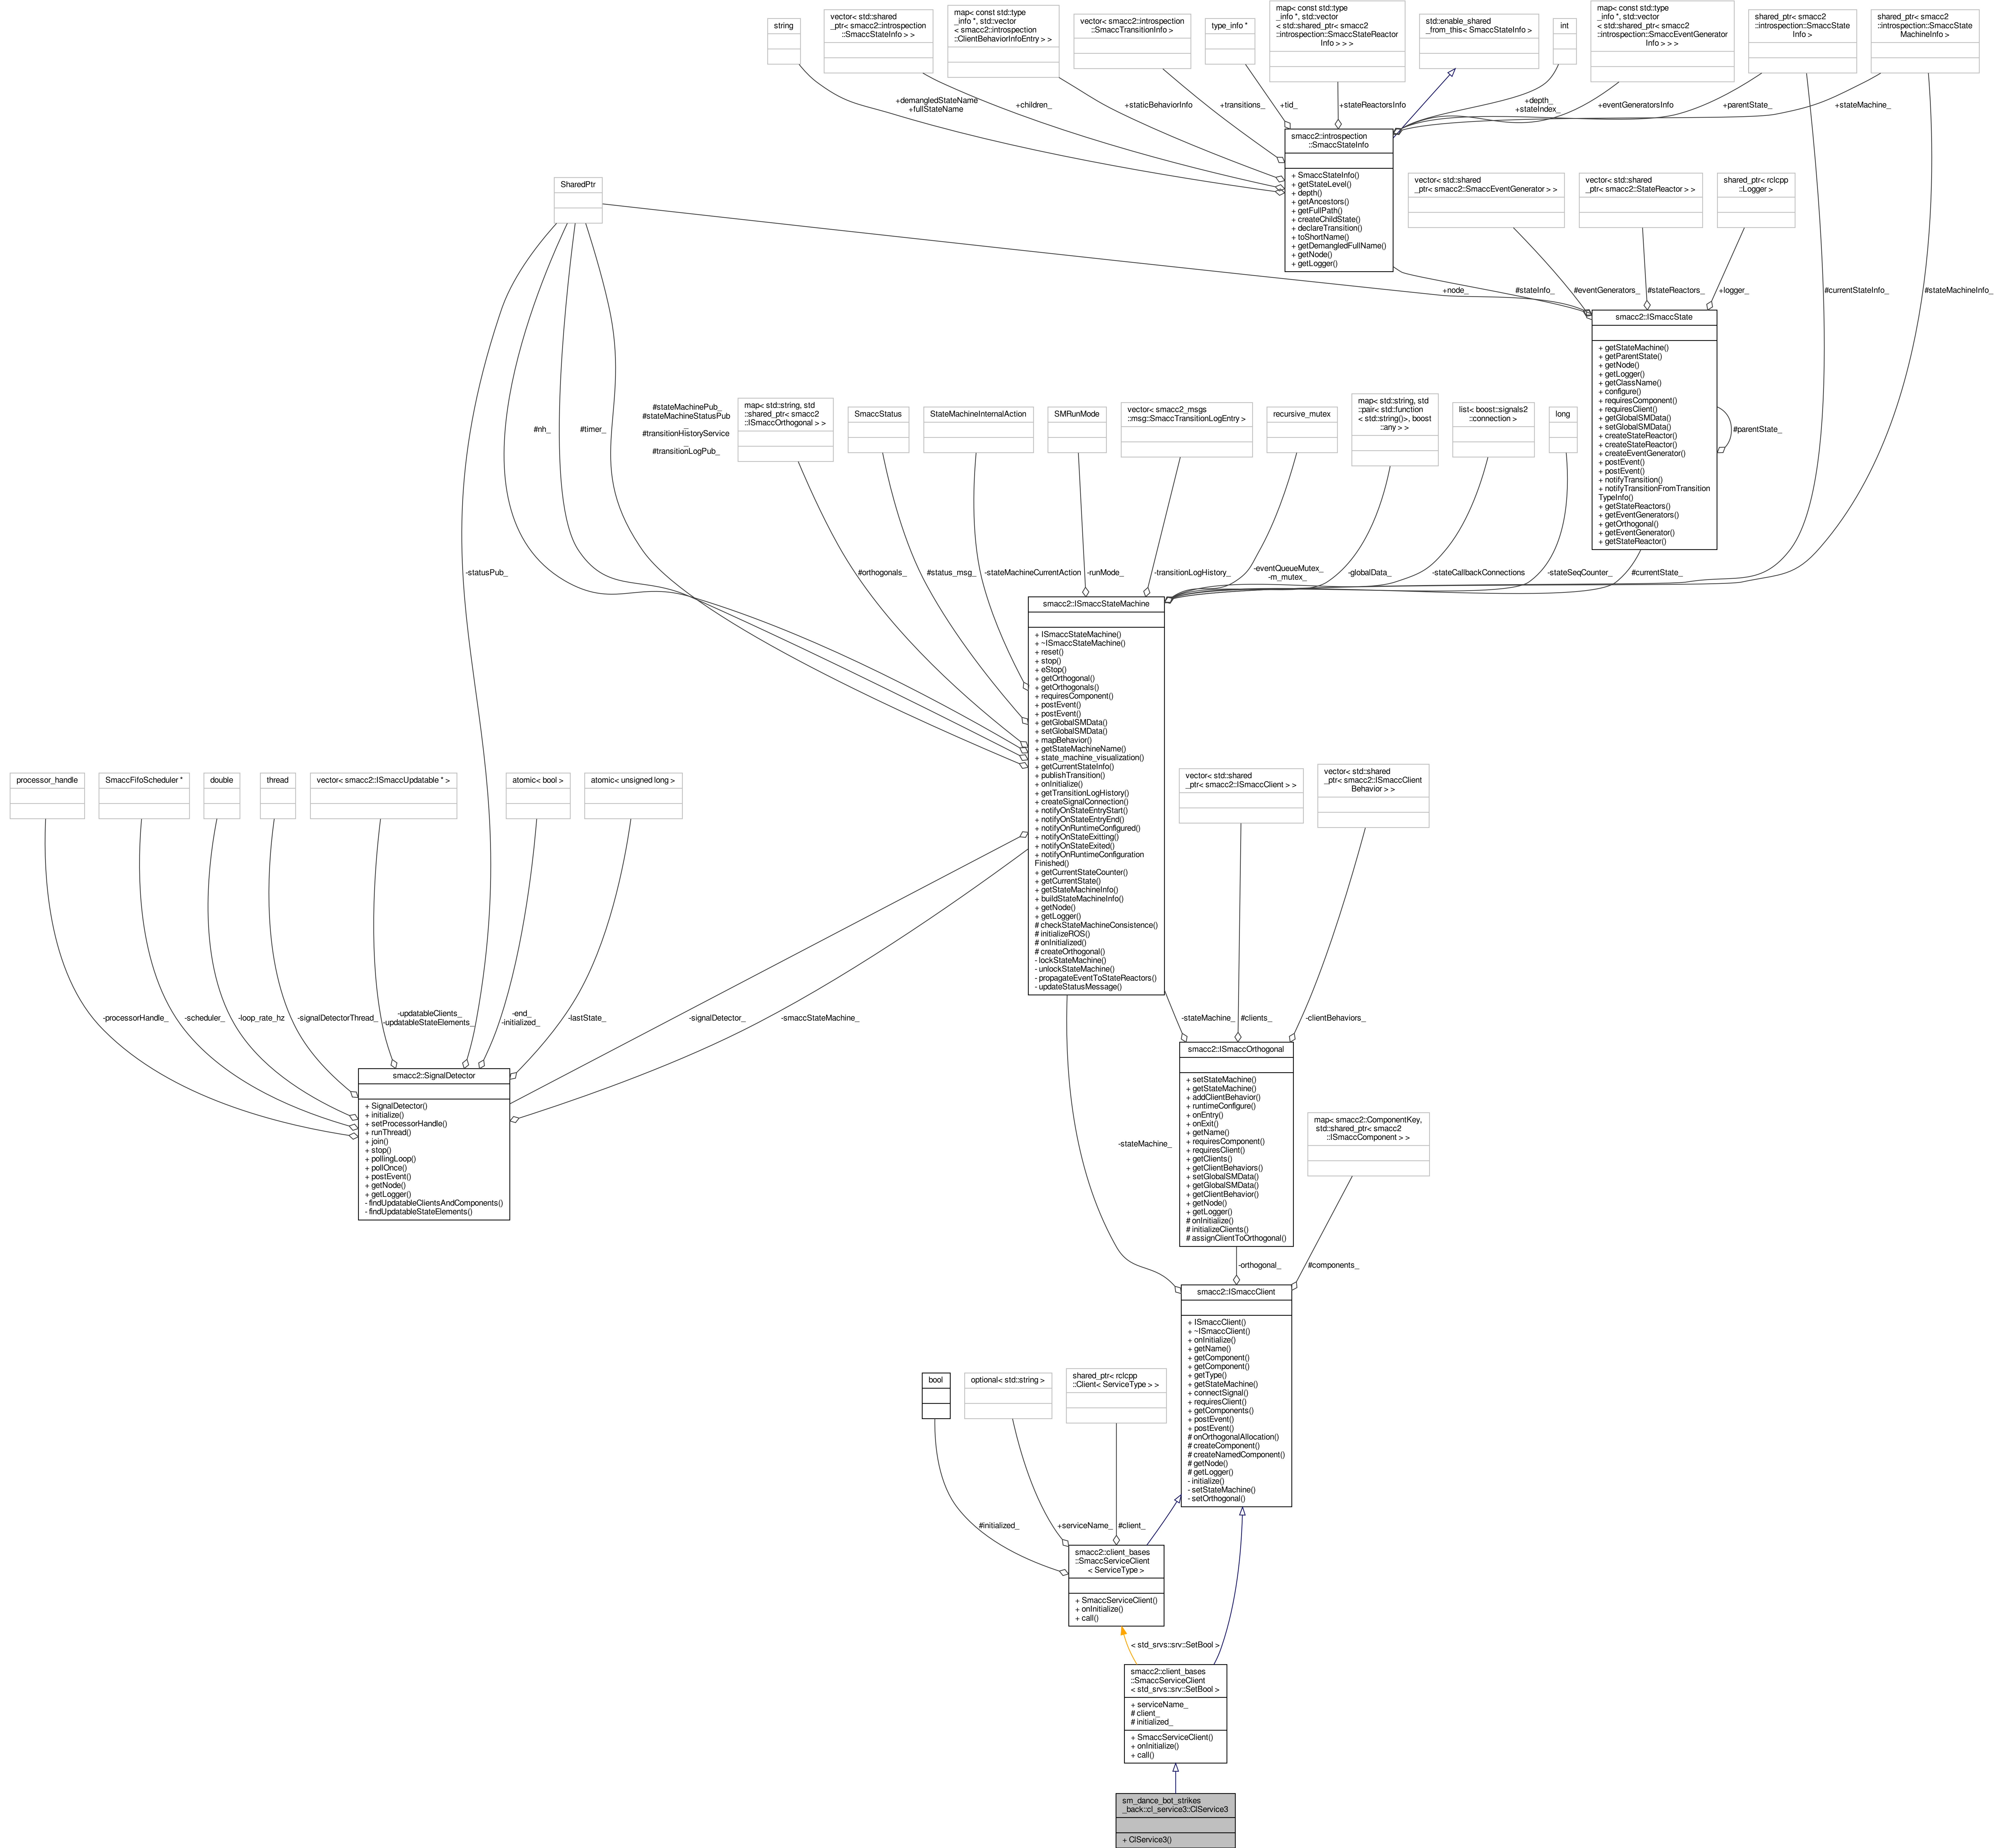 string
vector< std::shared
_ptr< smacc2::introspection
::SmaccStateInfo > >
map< const std::type
_info *, std::vector
< smacc2::introspection
::ClientBehaviorInfoEntry > >
vector< smacc2::introspection
::SmaccTransitionInfo >
type_info *
map< const std::type
_info *, std::vector
< std::shared_ptr< smacc2
::introspection::SmaccStateReactor
Info > > >
std::enable_shared
_from_this< SmaccStateInfo >
int
map< const std::type
_info *, std::vector
< std::shared_ptr< smacc2
::introspection::SmaccEventGenerator
Info > > >
shared_ptr< smacc2
::introspection::SmaccState
Info >
shared_ptr< smacc2
::introspection::SmaccState
MachineInfo >
+demangledStateName
+fullStateName
+children_
+staticBehaviorInfo
+transitions_
+tid_
+stateReactorsInfo
+depth_
+stateIndex_
+eventGeneratorsInfo
+parentState_
+stateMachine_
smacc2::introspection
::SmaccStateInfo
+ SmaccStateInfo()
+ getStateLevel()
+ depth()
+ getAncestors()
+ getFullPath()
+ createChildState()
+ declareTransition()
+ toShortName()
+ getDemangledFullName()
+ getNode()
+ getLogger()
SharedPtr
vector< std::shared
_ptr< smacc2::SmaccEventGenerator > >
vector< std::shared
_ptr< smacc2::StateReactor > >
shared_ptr< rclcpp
::Logger >
+node_
#stateInfo_
#eventGenerators_
#stateReactors_
+logger_
#currentStateInfo_
#stateMachineInfo_
smacc2::ISmaccState
+ getStateMachine()
+ getParentState()
+ getNode()
+ getLogger()
+ getClassName()
+ configure()
+ requiresComponent()
+ requiresClient()
+ getGlobalSMData()
+ setGlobalSMData()
+ createStateReactor()
+ createStateReactor()
+ createEventGenerator()
+ postEvent()
+ postEvent()
+ notifyTransition()
+ notifyTransitionFromTransition
TypeInfo()
+ getStateReactors()
+ getEventGenerators()
+ getOrthogonal()
+ getEventGenerator()
+ getStateReactor()
#parentState_
#nh_
#timer_
#stateMachinePub_
#stateMachineStatusPub
_
#transitionHistoryService
_
#transitionLogPub_
map< std::string, std
::shared_ptr< smacc2
::ISmaccOrthogonal > >
SmaccStatus
StateMachineInternalAction
SMRunMode
vector< smacc2_msgs
::msg::SmaccTransitionLogEntry >
recursive_mutex
map< std::string, std
::pair< std::function
< std::string()>, boost
::any > >
list< boost::signals2
::connection >
long
-statusPub_
#orthogonals_
#status_msg_
-stateMachineCurrentAction
-runMode_
-transitionLogHistory_
-eventQueueMutex_
-m_mutex_
-globalData_
-stateCallbackConnections
-stateSeqCounter_
#currentState_
smacc2::ISmaccStateMachine
+ ISmaccStateMachine()
+ ~ISmaccStateMachine()
+ reset()
+ stop()
+ eStop()
+ getOrthogonal()
+ getOrthogonals()
+ requiresComponent()
+ postEvent()
+ postEvent()
+ getGlobalSMData()
+ setGlobalSMData()
+ mapBehavior()
+ getStateMachineName()
+ state_machine_visualization()
+ getCurrentStateInfo()
+ publishTransition()
+ onInitialize()
+ getTransitionLogHistory()
+ createSignalConnection()
+ notifyOnStateEntryStart()
+ notifyOnStateEntryEnd()
+ notifyOnRuntimeConfigured()
+ notifyOnStateExitting()
+ notifyOnStateExited()
+ notifyOnRuntimeConfiguration
Finished()
+ getCurrentStateCounter()
+ getCurrentState()
+ getStateMachineInfo()
+ buildStateMachineInfo()
+ getNode()
+ getLogger()
# checkStateMachineConsistence()
# initializeROS()
# onInitialized()
# createOrthogonal()
- lockStateMachine()
- unlockStateMachine()
- propagateEventToStateReactors()
- updateStatusMessage()
processor_handle
SmaccFifoScheduler *
double
thread
vector< smacc2::ISmaccUpdatable * >
atomic< bool >
atomic< unsigned long >
vector< std::shared
_ptr< smacc2::ISmaccClient > >
vector< std::shared
_ptr< smacc2::ISmaccClient
Behavior > >
-processorHandle_
-scheduler_
-loop_rate_hz
-signalDetectorThread_
-updatableClients_
-updatableStateElements_
-end_
-initialized_
-lastState_
-signalDetector_
-smaccStateMachine_
-stateMachine_
#clients_
-clientBehaviors_
smacc2::SignalDetector
+ SignalDetector()
+ initialize()
+ setProcessorHandle()
+ runThread()
+ join()
+ stop()
+ pollingLoop()
+ pollOnce()
+ postEvent()
+ getNode()
+ getLogger()
- findUpdatableClientsAndComponents()
- findUpdatableStateElements()
smacc2::ISmaccOrthogonal
+ setStateMachine()
+ getStateMachine()
+ addClientBehavior()
+ runtimeConfigure()
+ onEntry()
+ onExit()
+ getName()
+ requiresComponent()
+ requiresClient()
+ getClients()
+ getClientBehaviors()
+ setGlobalSMData()
+ getGlobalSMData()
+ getClientBehavior()
+ getNode()
+ getLogger()
# onInitialize()
# initializeClients()
# assignClientToOrthogonal()
map< smacc2::ComponentKey,
std::shared_ptr< smacc2
::ISmaccComponent > >
-stateMachine_
-orthogonal_
#components_
smacc2::ISmaccClient
+ ISmaccClient()
+ ~ISmaccClient()
+ onInitialize()
+ getName()
+ getComponent()
+ getComponent()
+ getType()
+ getStateMachine()
+ connectSignal()
+ requiresClient()
+ getComponents()
+ postEvent()
+ postEvent()
# onOrthogonalAllocation()
# createComponent()
# createNamedComponent()
# getNode()
# getLogger()
- initialize()
- setStateMachine()
- setOrthogonal()
bool
optional< std::string >
shared_ptr< rclcpp
::Client< ServiceType > >
#initialized_
+serviceName_
#client_
smacc2::client_bases
::SmaccServiceClient
< ServiceType >
+ SmaccServiceClient()
+ onInitialize()
+ call()
< std_srvs::srv::SetBool >
smacc2::client_bases
::SmaccServiceClient
< std_srvs::srv::SetBool >
+ serviceName_
# client_
# initialized_
+ SmaccServiceClient()
+ onInitialize()
+ call()
sm_dance_bot_strikes
_back::cl_service3::ClService3
+ ClService3()